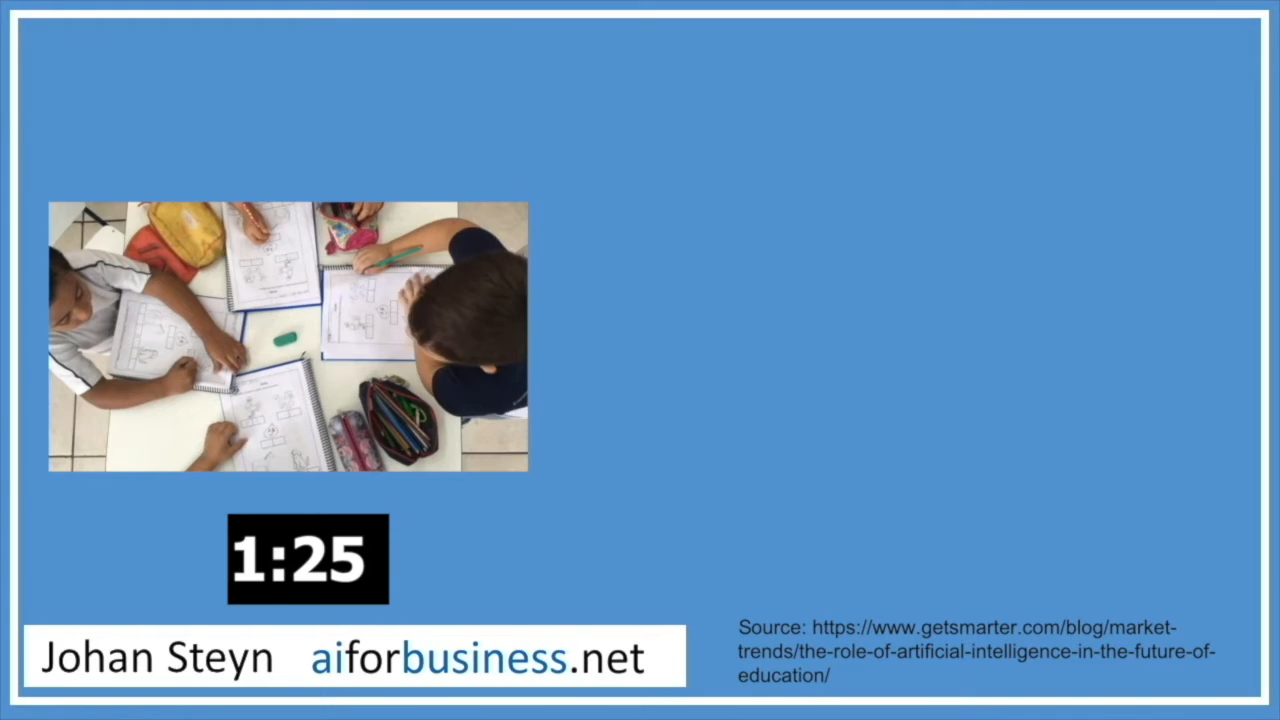 1:25
Johan Steyn aiforbusiness.net
Source: https://www.getsmarter.com/blog/market-
trends/the-role-of-artificial-intelligence-in-the-future-of-
education/